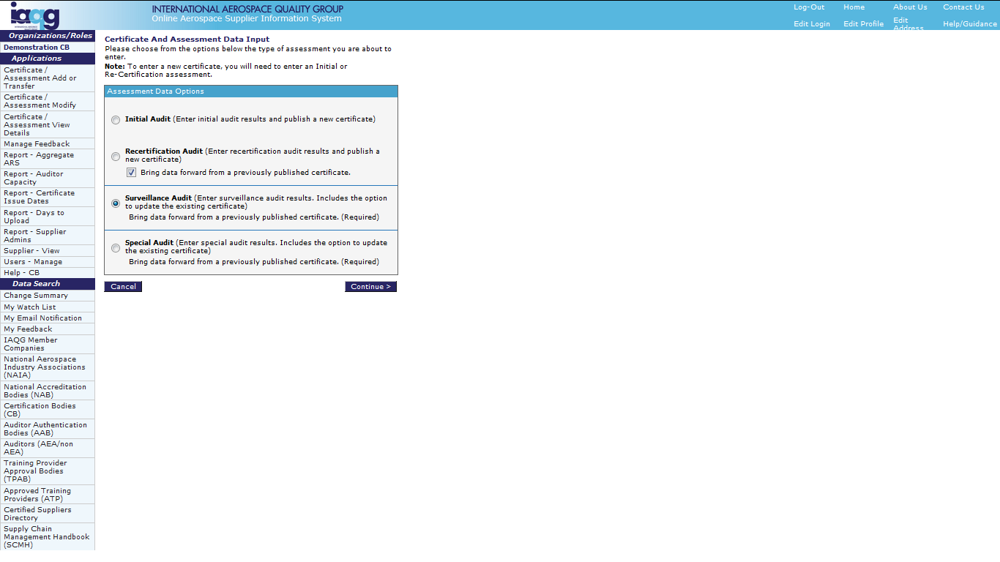 iaqg
INTERNATIONAL AEROSPACE QUALITY GROUP
Online Aerospace Supplier Information System
Log-Out
Home
About Us
Contact Us
Edit Login
Edit Profile
Edit
Address
Help/Guidance
Organizations/Roles
Demonstration CB
Applications
Certificate /
Assessment Add or
Transfer
Certificate /
Assessment Modify
Certificate /
Assessment View
Details
Manage Feedback
Report - Aggregate
ARS
Report - Auditor
Capacity
Report - Certificate
Issue Dates
Report - Days to
Upload
Report - Supplier
Admins
Supplier - View
Users - Manage
Help - CB
Data Search
Change Summary
My Watch List
My Email Notification
My Feedback
IAQG Member
Companies
National Aerospace
Industry Associations
(NAIA)
National Accreditation
Bodies (NAB)
Certification Bodies
(CB)
Auditor Authentication
Bodies (AAB)
Auditors (AEA/non
AEA)
Training Provider
Approval Bodies
(TPAB)
Approved Training
Providers (ATP)
Certified Suppliers
Directory
Supply Chain
Management Handbook
(SCMH)
Certificate And Assessment Data Input
Please choose from the options below the type of assessment you are about to
enter.
Note: To enter a new certificate, you will need to enter an Initial or
Re-Certification assessment.
Assessment Data Options
Initial Audit (Enter initial audit results and publish a new certificate)
Recertification Audit (Enter recertification audit results and publish a
new certificate)
Bring data forward from a previously published certificate.
Surveillance Audit (Enter surveillance audit results. Includes the option
to update the existing certificate)
Bring data forward from a previously published certificate. (Required)
Special Audit (Enter special audit results. Includes the option to update
the existing certificate)
Bring data forward from a previously published certificate. (Required)
Cancel
Continue >